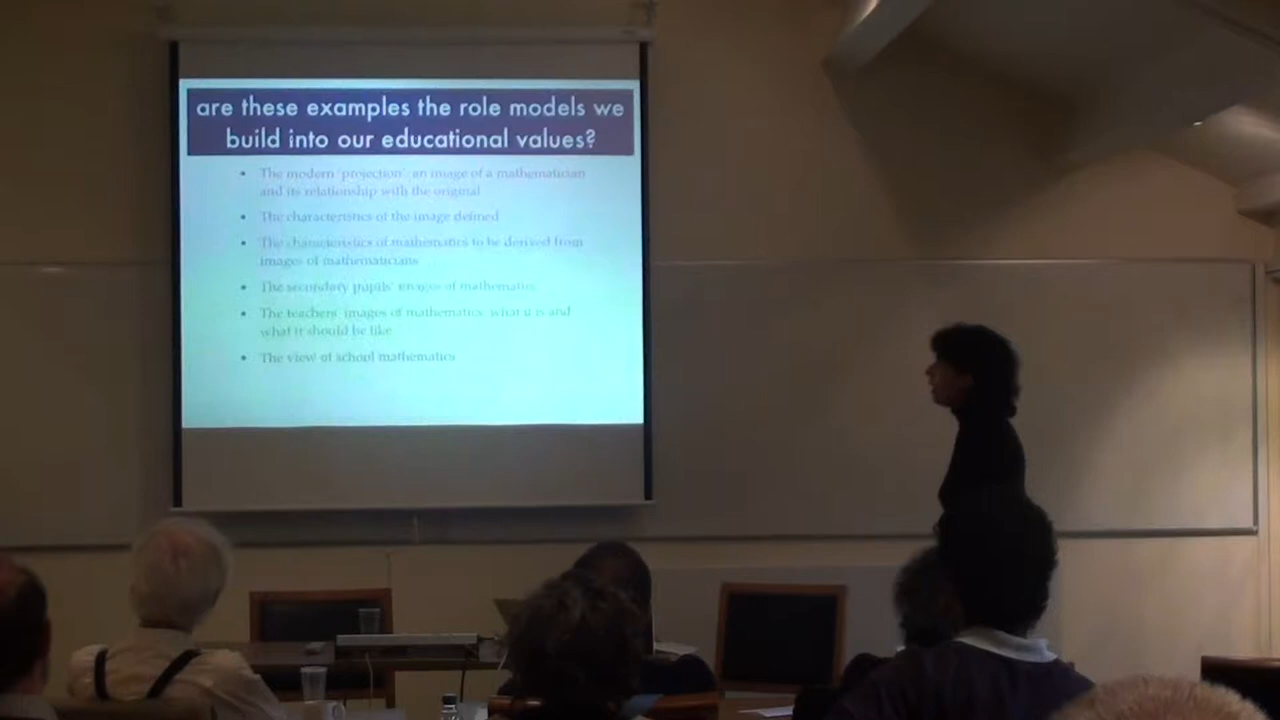 are these examples the role models we
build into our educational values?
• The modern 'projection': an image of a mathematician
and its relationship with the original
• The characteristics of the image defined
• The characteristics of mathematics to be derived from
images of mathematicians
• The secondary pupils' images of mathematics
• The teachers' images of mathematics: what it is and
what it should be like
• The view of school mathematics